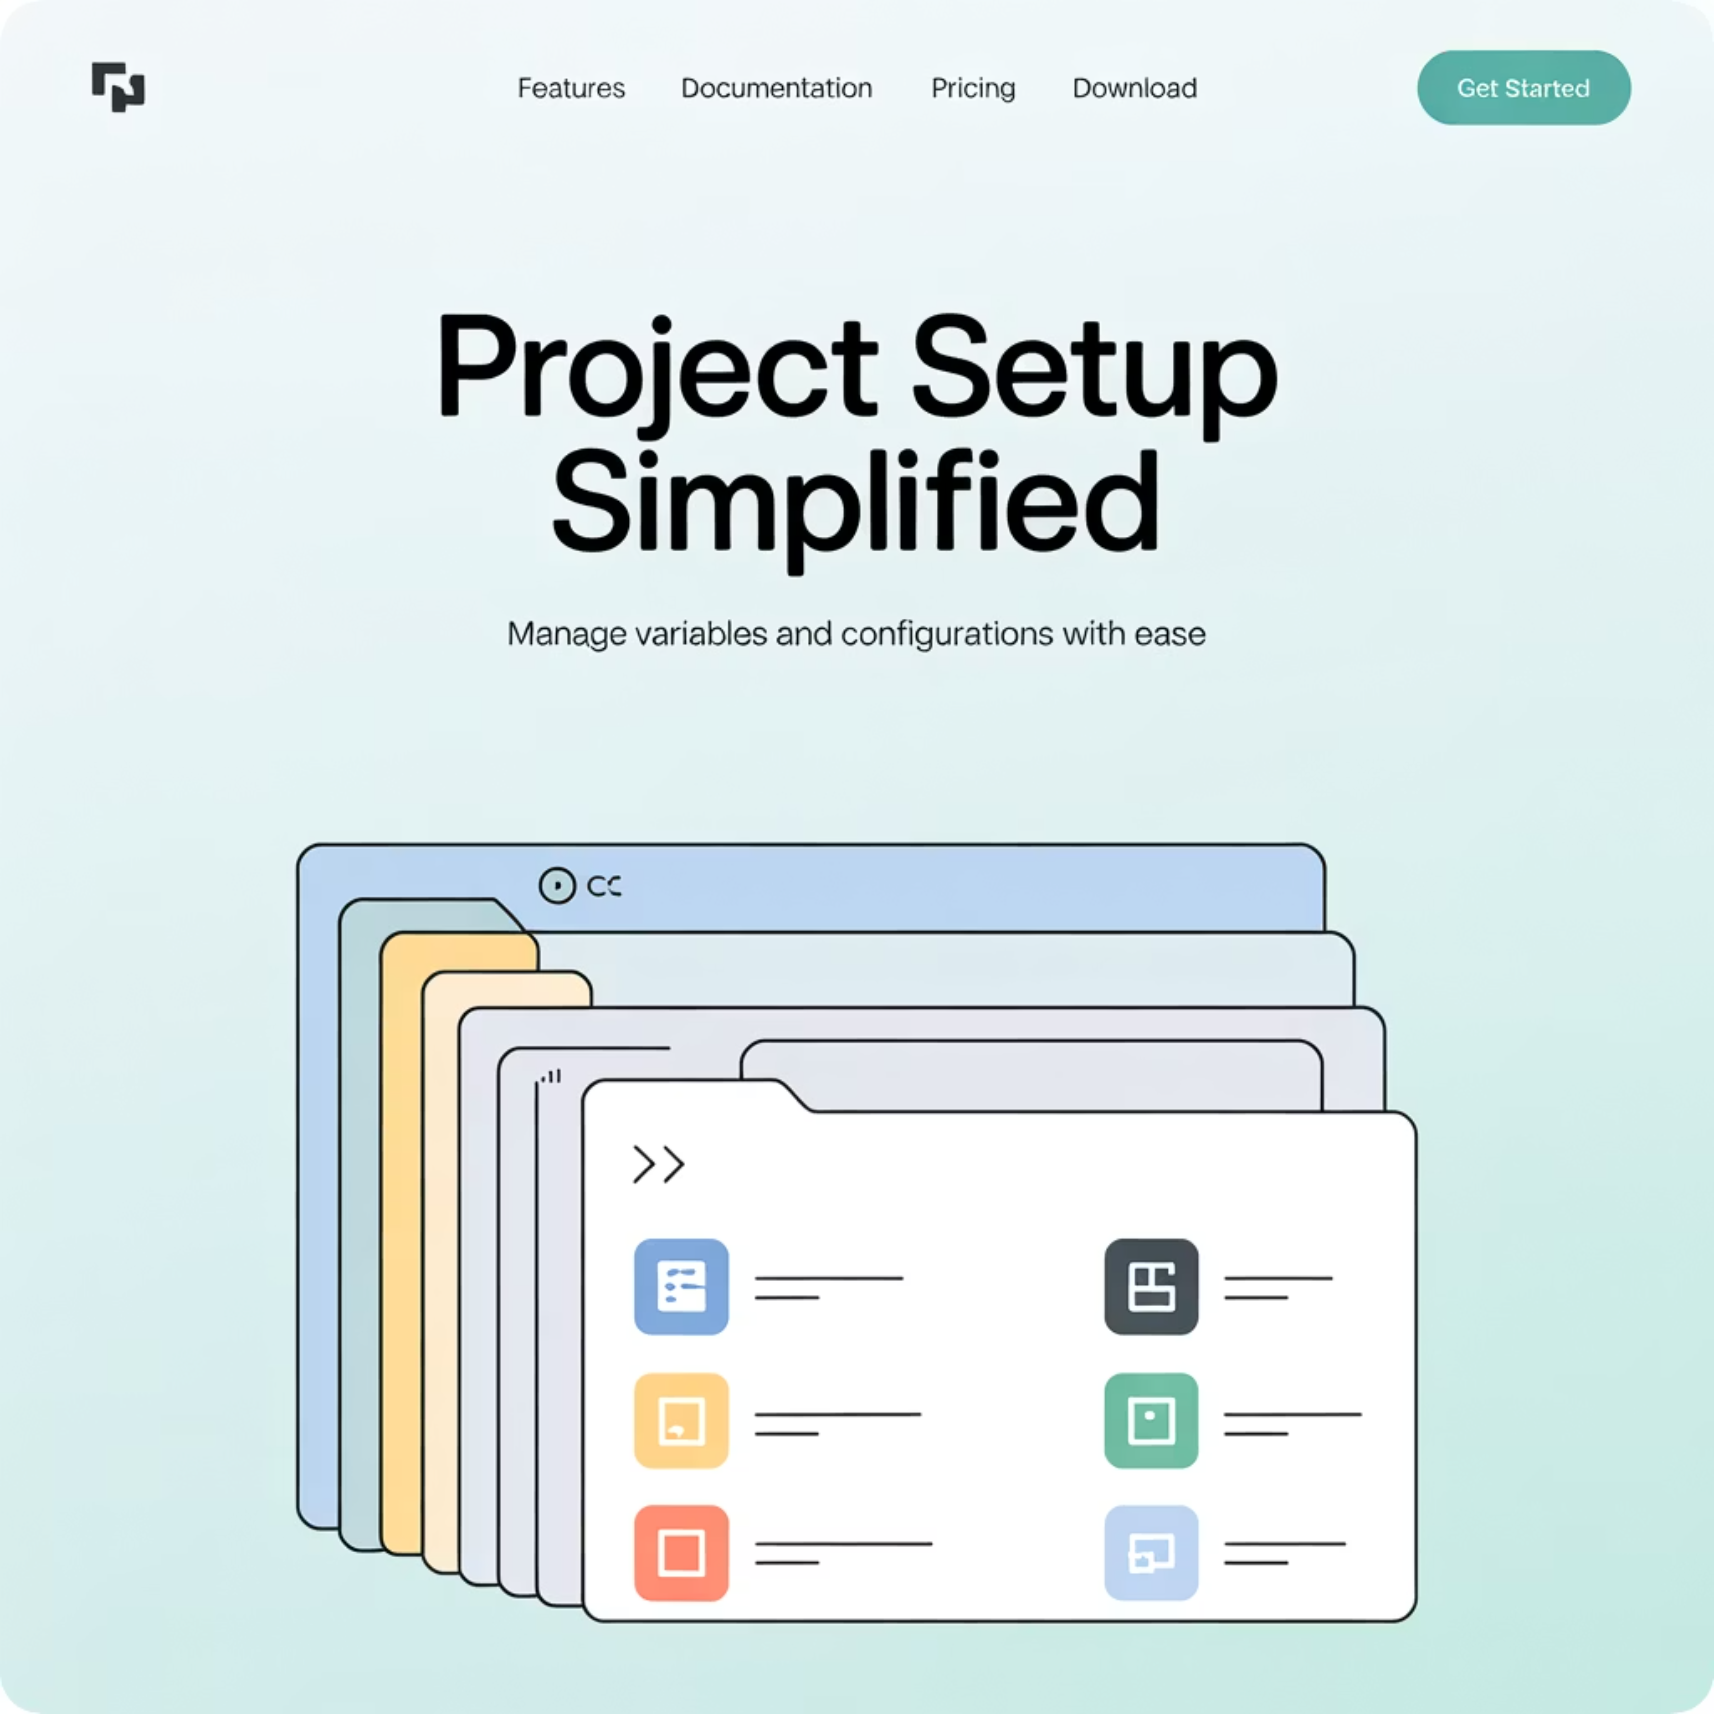 Features Documentation Pricing Download Get Started
Project Setup
Simplified
Manage variables and configurations with ease